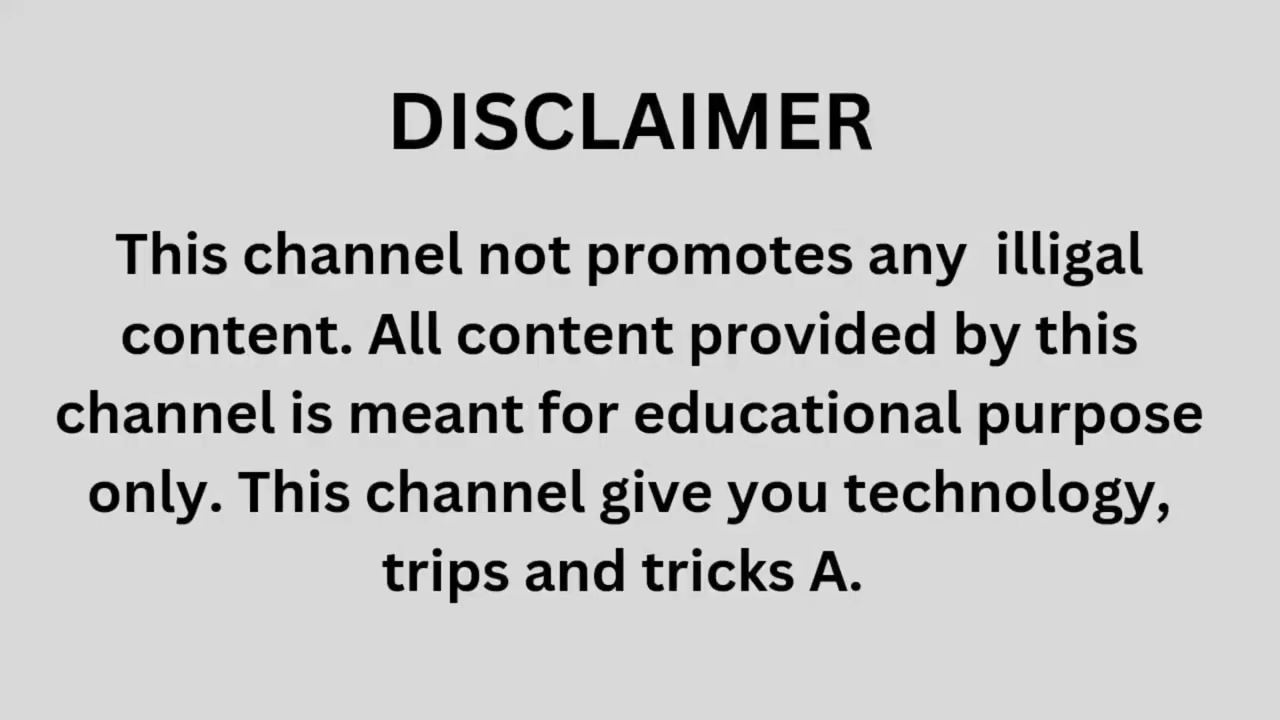 DISCLAIMER
This channel not promotes any  illigal
content. All content provided by this
channel is meant for educational purpose
only. This channel give you technology,
trips and tricks A.